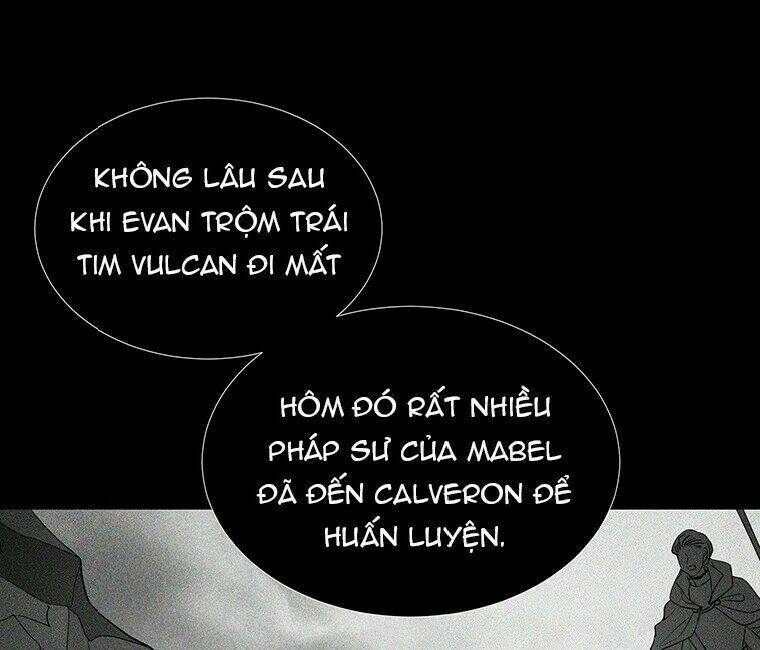 KHÔNG LÂU SAU
KHI EVAN TRỘM TRÁI
TIM VULCAN ĐI MẤT
HÔM ĐÓ RẤT NHIỀU
PHÁP SƯ CỦA MABEL
ĐÃ ĐẾN CALVERON ĐỂ
HUẤN LUYỆN.